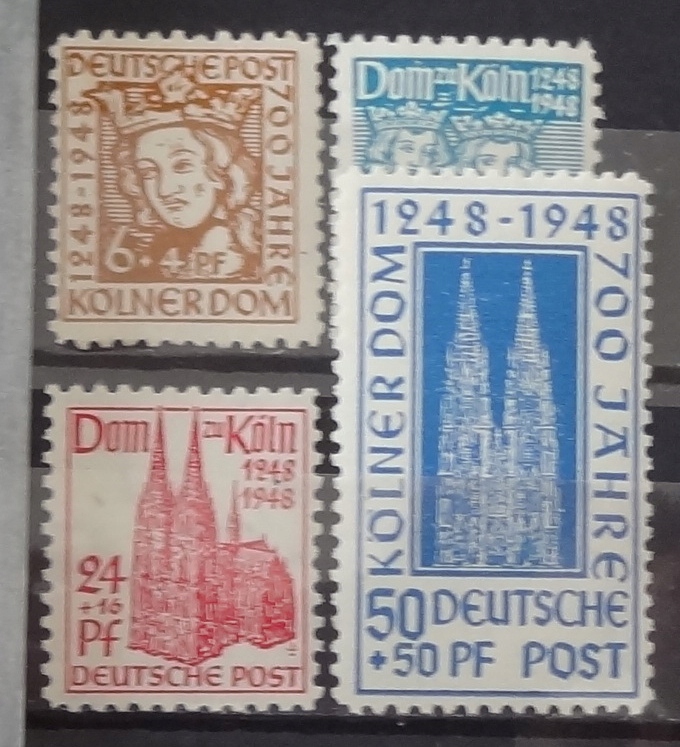 DEUTSCHE POST
1248-1948
700 JAHRE
6 + 4 PF
KÖLNER DOM
Dom zu Köln 1248
1948
1248-1948
KÖLNER DOM
700 JAHRE
50 DEUTSCHE
+50 PF POST
Dom zu Köln
1248
1948
24
+16
Pf
DEUTSCHE POST